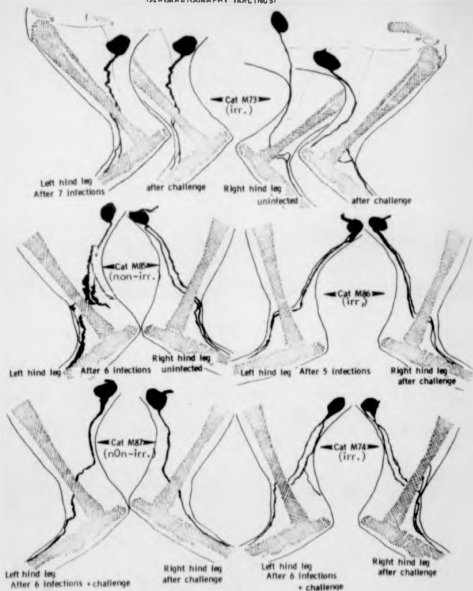 (LYMPHOGRAPHY TRACINGS)
Cat M73
(irr.)
Left hind leg
After 7 infections
after challenge
Right hind leg
uninfected
after challenge
Cat M85
(non-irr.)
Cat M86
(irr.)
Left hind leg
After 6 infections
Right hind leg
uninfected
Left hind leg
After 5 infections
Right hind leg
after challenge
Cat M87
(nOn-irr.)
Cat M74
(irr.)
Left hind leg
After 6 infections + challenge
Right hind leg
after challenge
Left hind leg
After 6 infections
+ challenge
Right hind leg
after challenge